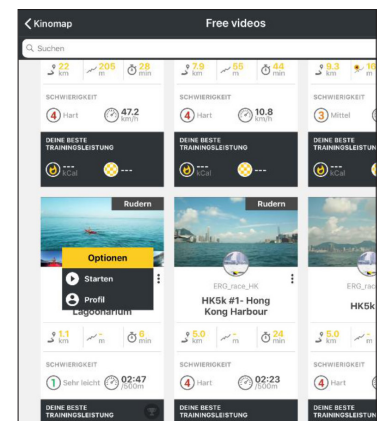 Kinomap
Free videos
Suchen
22 km 205 m 28 min
7.9 km 55 m 44 min
9.3 km
SCHWIERIGKEIT
4 Hart 47.2 km/h
SCHWIERIGKEIT
4 Hart 10.8 km/h
SCHWIERIGKEIT
3 Mittel
DEINE BESTE
TRAININGSLEISTUNG
--- kCal ---
DEINE BESTE
TRAININGSLEISTUNG
--- kCal ---
DEINE BESTE
TRAININGSLEISTUNG
--- kCal
Rudern
Optionen
Starten
Profil
Lagoonarium
Rudern
ERG_race_HK
HK5k #1- Hong
Kong Harbour
HK5k
1.1 km - m 6 min
5.0 km - m 24 min
5.0 km - m
SCHWIERIGKEIT
1 Sehr leicht 02:47 /500m
SCHWIERIGKEIT
4 Hart 02:23 /500m
SCHWIERIGKEIT
4 Hart
DEINE BESTE
TRAININGSLEISTUNG
DEINE BESTE
TRAININGSLEISTUNG
DEINE BESTE
TRAININGSLEISTUNG